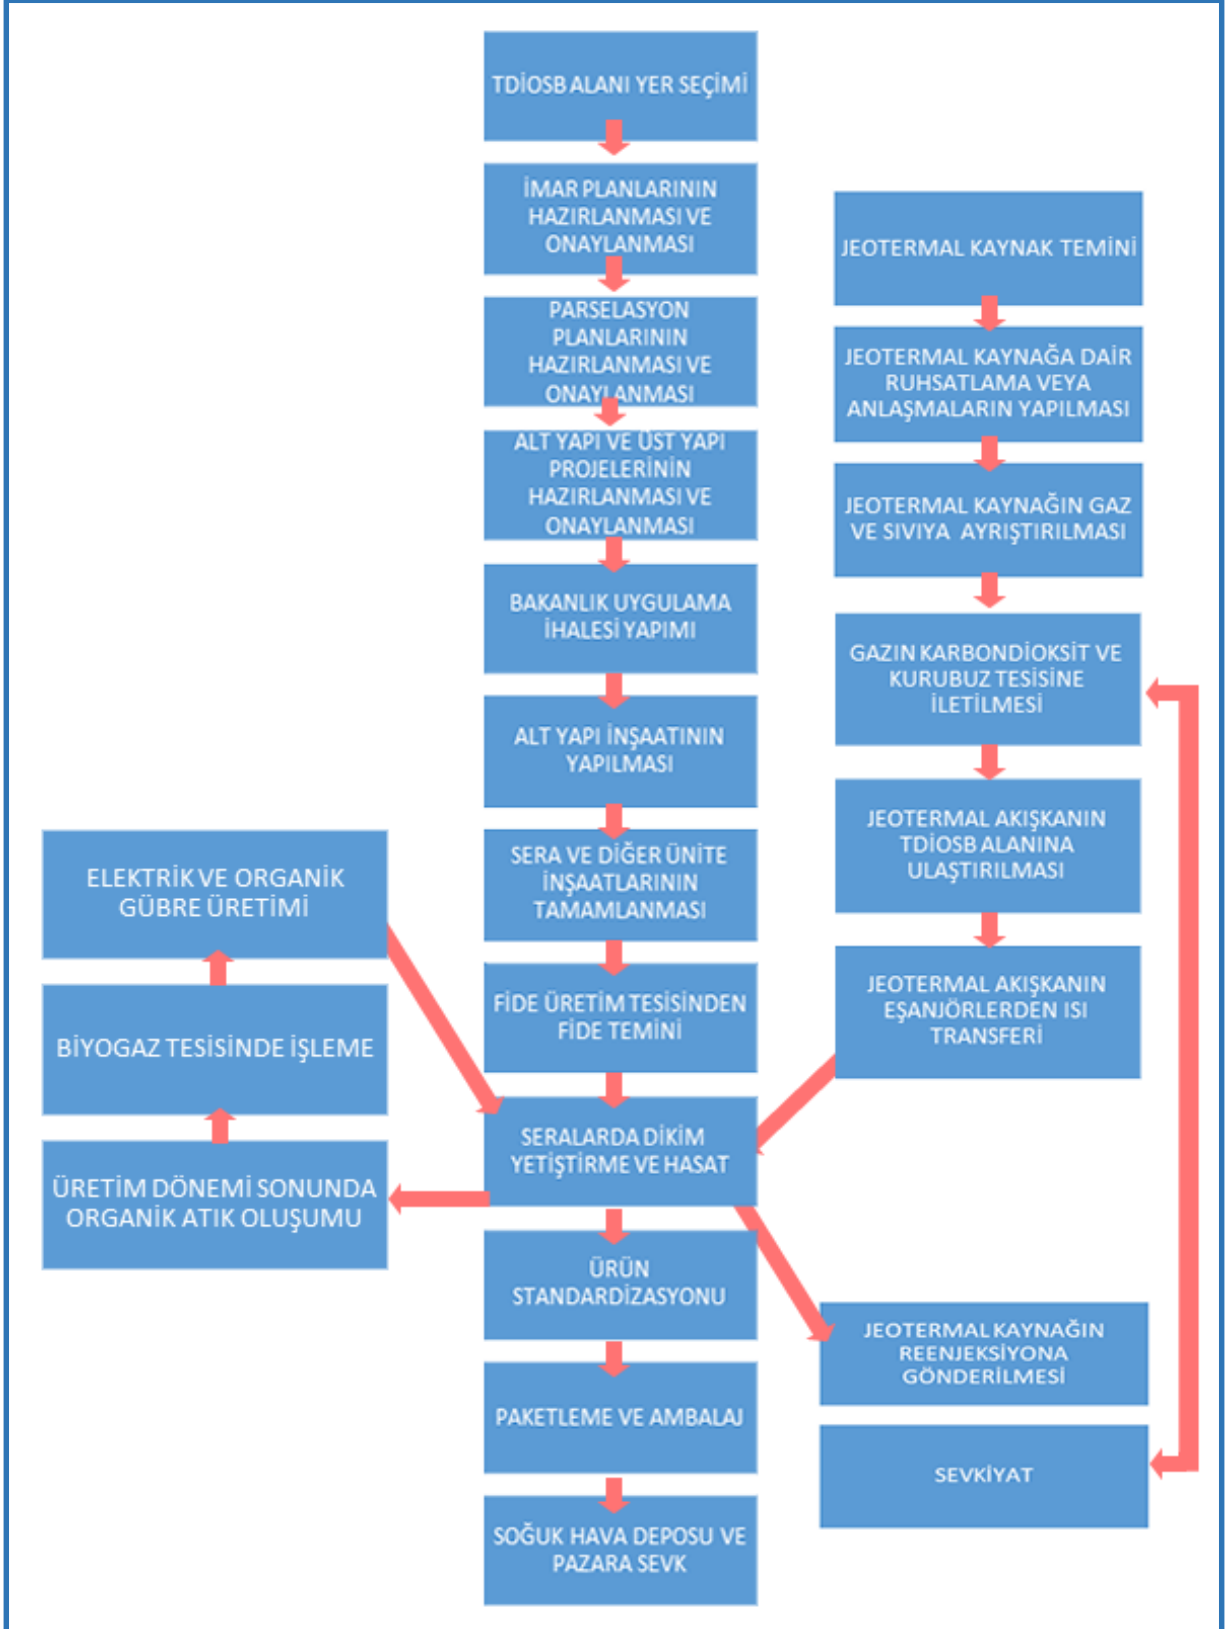 TDİOSB ALANI YER SEÇİMİ
İMAR PLANLARININ
HAZIRLANMASI VE
ONAYLANMASI
PARSELASYON
PLANLARININ
HAZIRLANMASI VE
ONAYLANMASI
ALT YAPI VE ÜST YAPI
PROJELERİNİN
HAZIRLANMASI VE
ONAYLANMASI
BAKANLIK UYGULAMA
İHALESİ YAPIMI
ALT YAPI İNŞAATININ
YAPILMASI
SERA VE DİĞER ÜNİTE
İNŞAATLARININ
TAMAMLANMASI
FİDE ÜRETİM TESİSİNDEN
FİDE TEMİNİ
SERALARDA DİKİM
YETİŞTİRME VE HASAT
ÜRÜN
STANDARDİZASYONU
PAKETLEME VE AMBALAJ
SOĞUK HAVA DEPOSU VE
PAZARA SEVK
ELEKTRİK VE ORGANİK
GÜBRE ÜRETİMİ
BİYOGAZ TESİSİNDE İŞLEME
ÜRETİM DÖNEMİ SONUNDA
ORGANİK ATIK OLUŞUMU
JEOTERMAL KAYNAK TEMİNİ
JEOTERMAL KAYNAĞA DAİR
RUHSATLAMA VEYA
ANLAŞMALARIN YAPILMASI
JEOTERMAL KAYNAĞIN GAZ
VE SIVIYA AYRIŞTIRILMASI
GAZIN KARBONDİOKSİT VE
KURUBUZ TESİSİNE
İLETİLMESİ
JEOTERMAL AKIŞKANIN
TDİOSB ALANINA
ULAŞTIRILMASI
JEOTERMAL AKIŞKANIN
EŞANJÖRLERDEN ISI
TRANSFERİ
JEOTERMAL KAYNAĞIN
REENJEKSİYONA
GÖNDERİLMESİ
SEVKİYAT